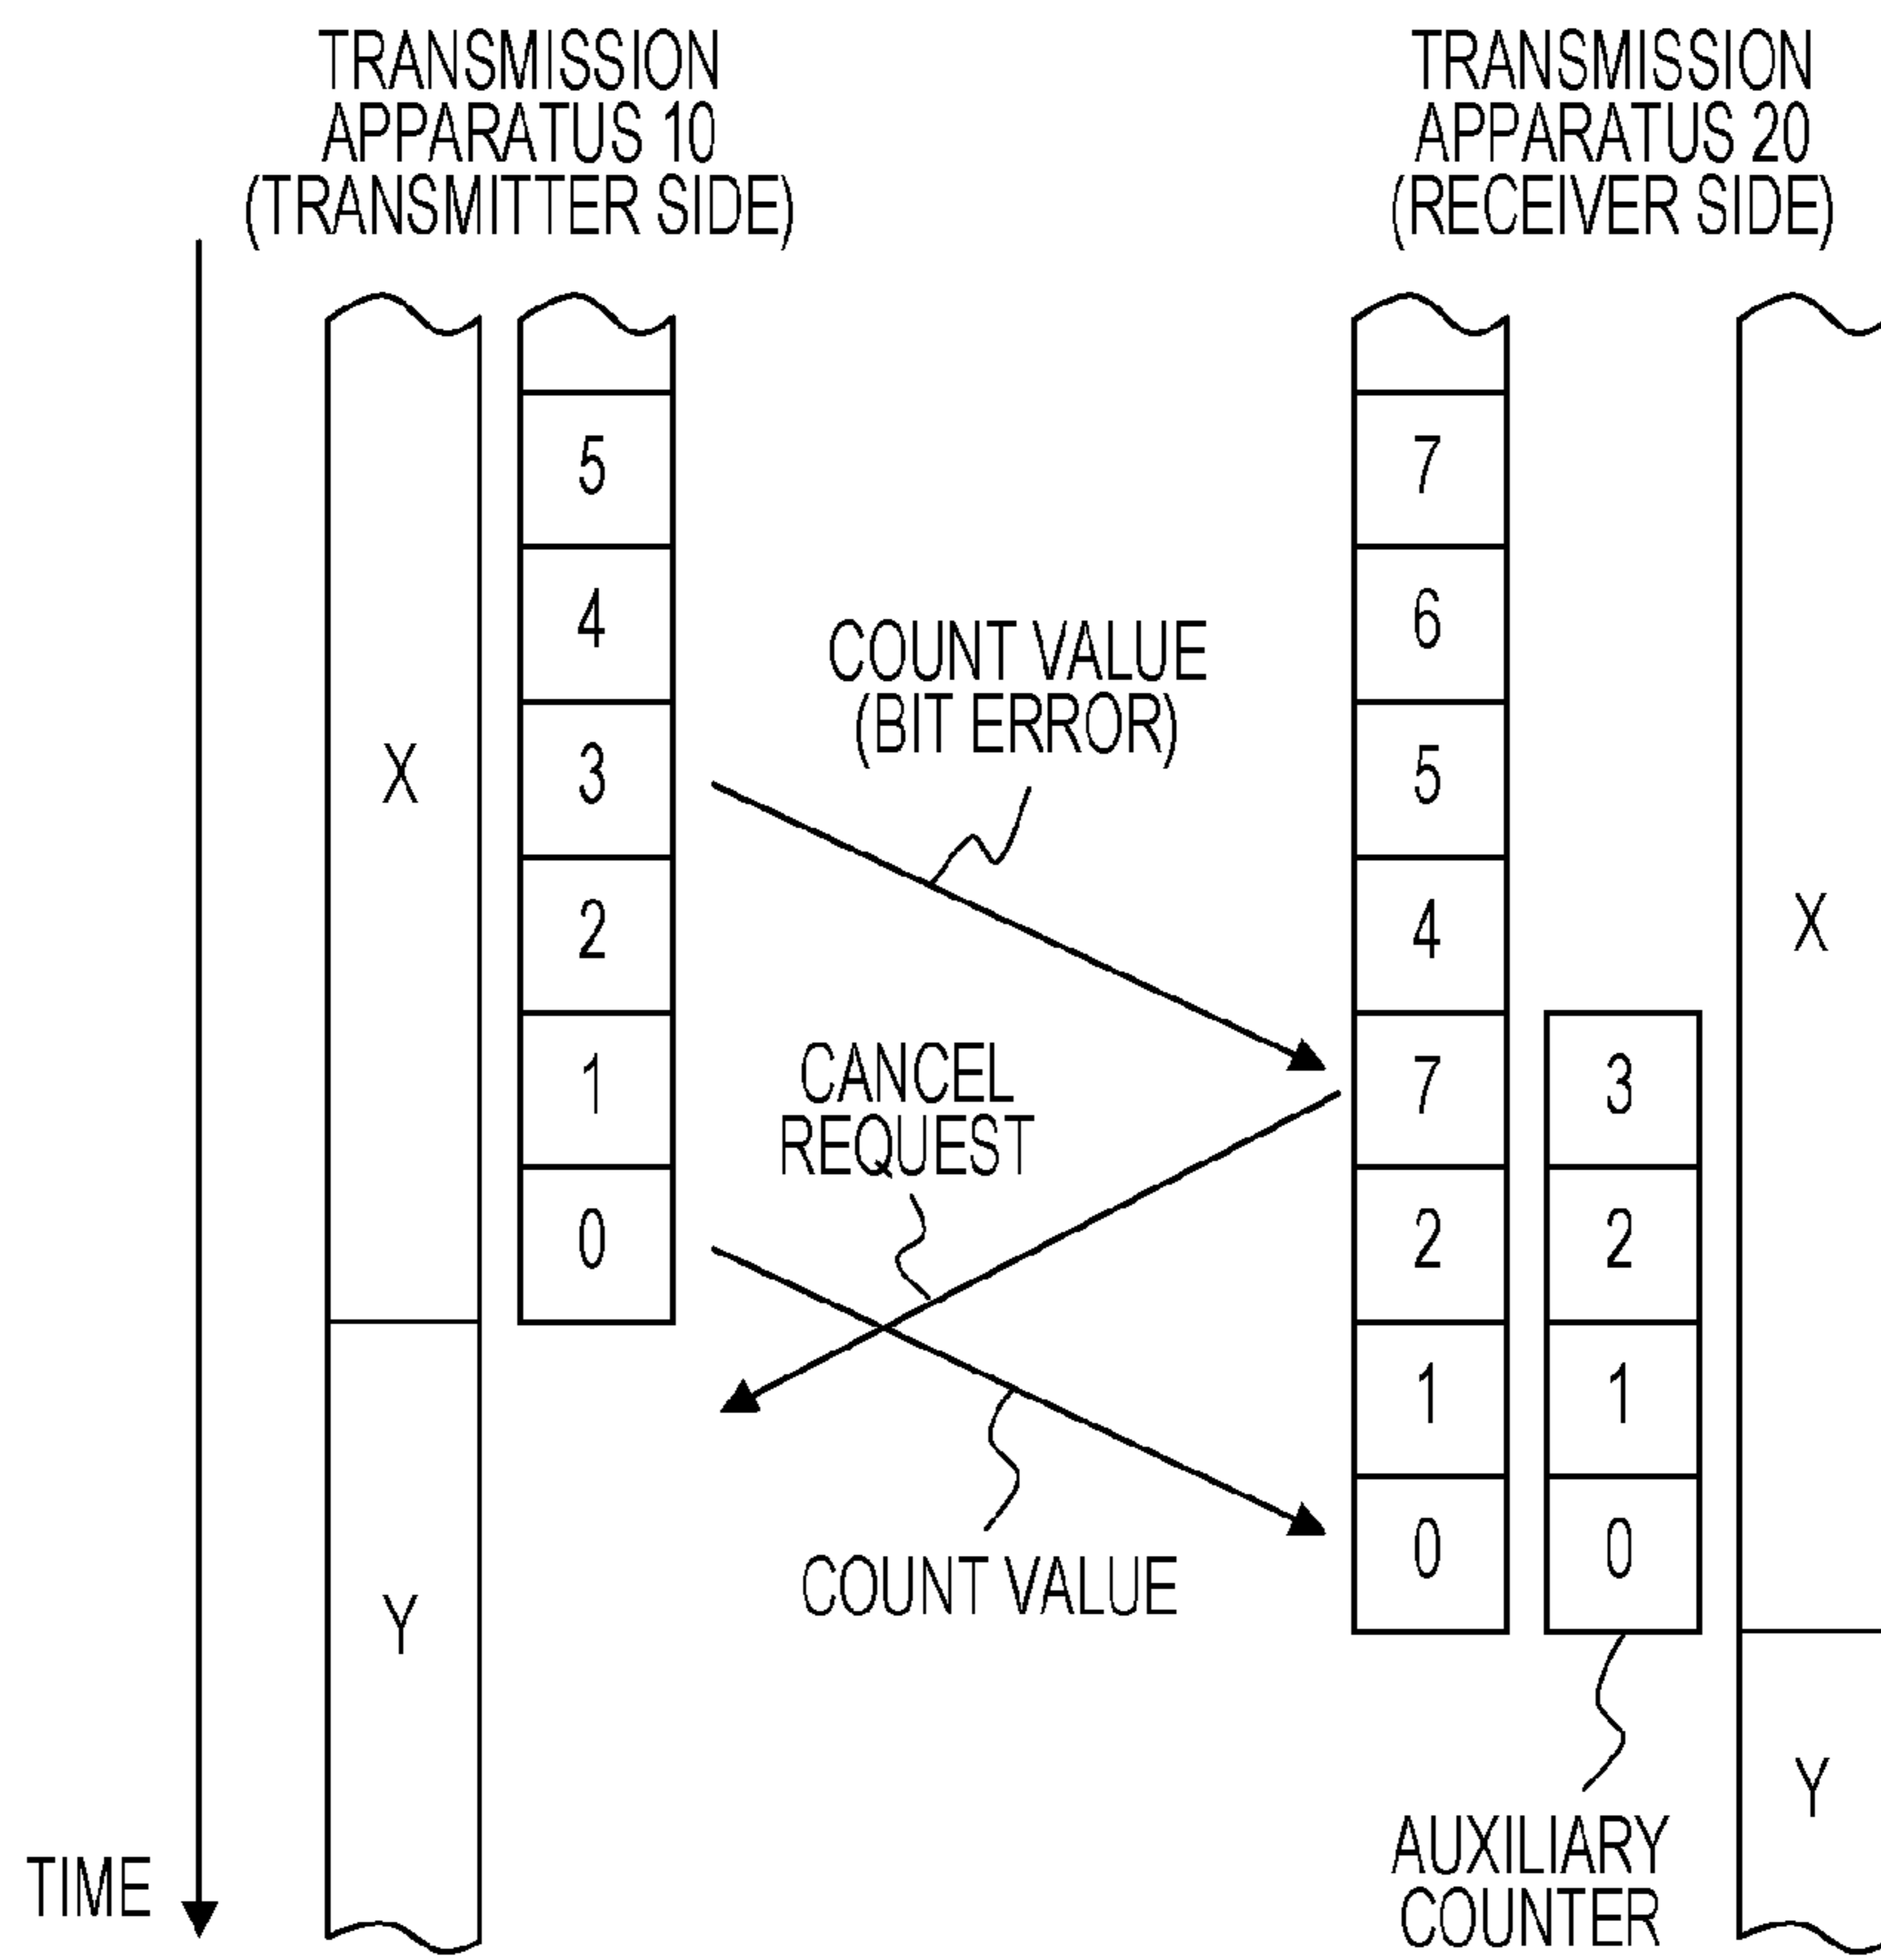 TRANSMISSION
APPARATUS 10
(TRANSMITTER SIDE)
TRANSMISSION
APPARATUS 20
(RECEIVER SIDE)
5
4
3
2
1
0
X
Y
COUNT VALUE
(BIT ERROR)
CANCEL
REQUEST
COUNT VALUE
7
6
5
4
7
2
1
0
3
2
1
0
X
Y
AUXILIARY
COUNTER
TIME